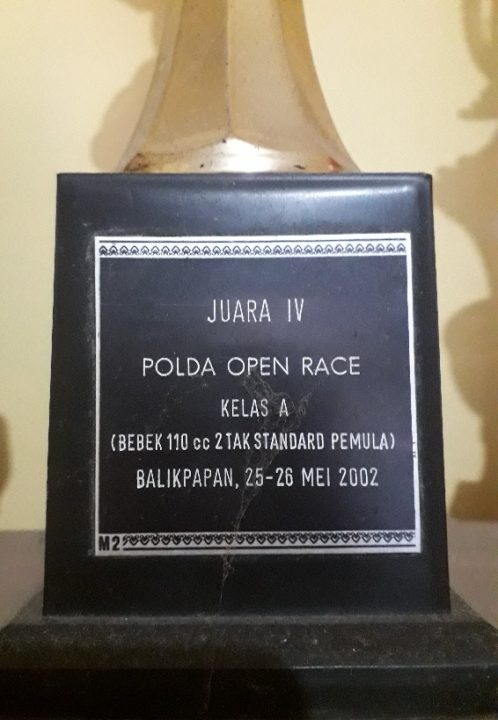 JUARA IV
POLDA OPEN RACE
KELAS A
(BEBEK 110 cc 2 TAK STANDARD PEMULA)
BALIKPAPAN, 25-26 MEI 2002
M2